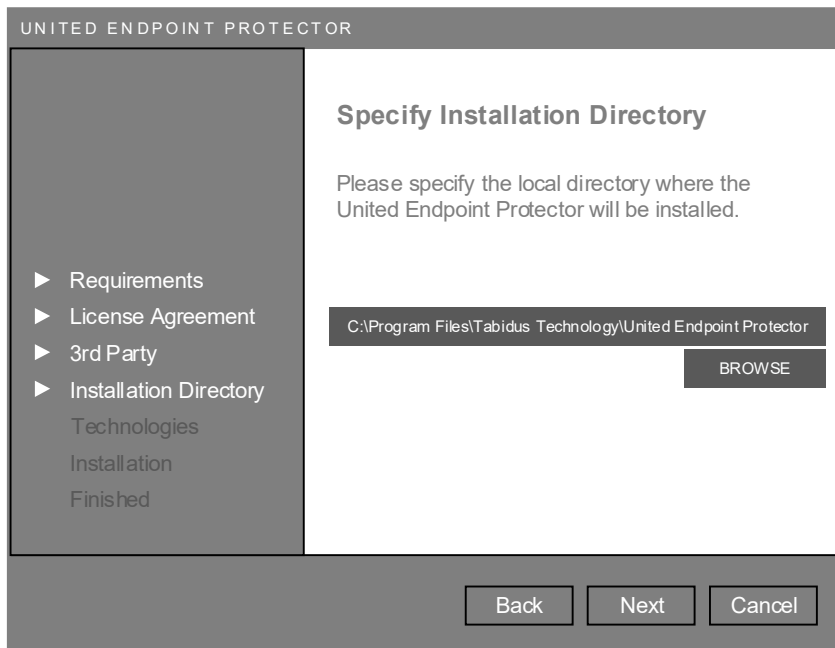 UNITED ENDPOINT PROTECTOR
Specify Installation Directory
Please specify the local directory where the
United Endpoint Protector will be installed.
► Requirements
► License Agreement
► 3rd Party
► Installation Directory
Technologies
Installation
Finished
C:\Program Files\Tabidus Technology\United Endpoint Protector
BROWSE
Back Next Cancel